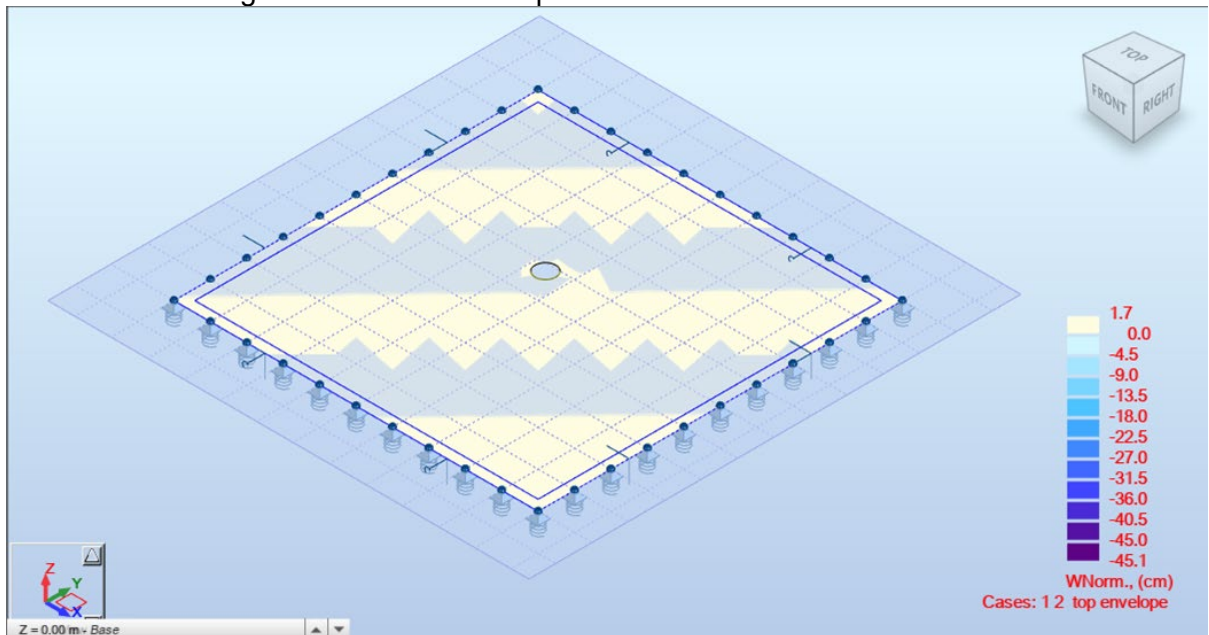 TOP
FRONT
RIGHT
1.7
0.0
-4.5
-9.0
-13.5
-18.0
-22.5
-27.0
-31.5
-36.0
-40.5
-45.0
-45.1
WNorm., (cm)
Cases: 1 2 top envelope
Z
Y
X
Z = 0.00 m - Base